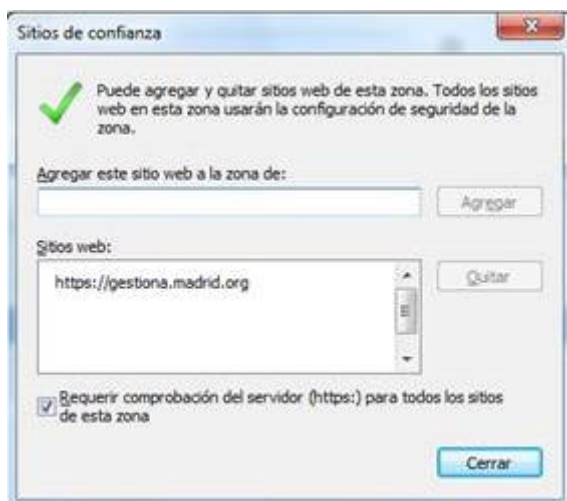 Sitios de confianza
Puede agregar y quitar sitios web de esta zona. Todos los sitios
web en esta zona usarán la configuración de seguridad de la
zona.
Agregar este sitio web a la zona de:
Agregar
Sitios web:
https://gestiona.madrid.org
Quitar
Requerir comprobación del servidor (https:) para todos los sitios
de esta zona
Cerrar